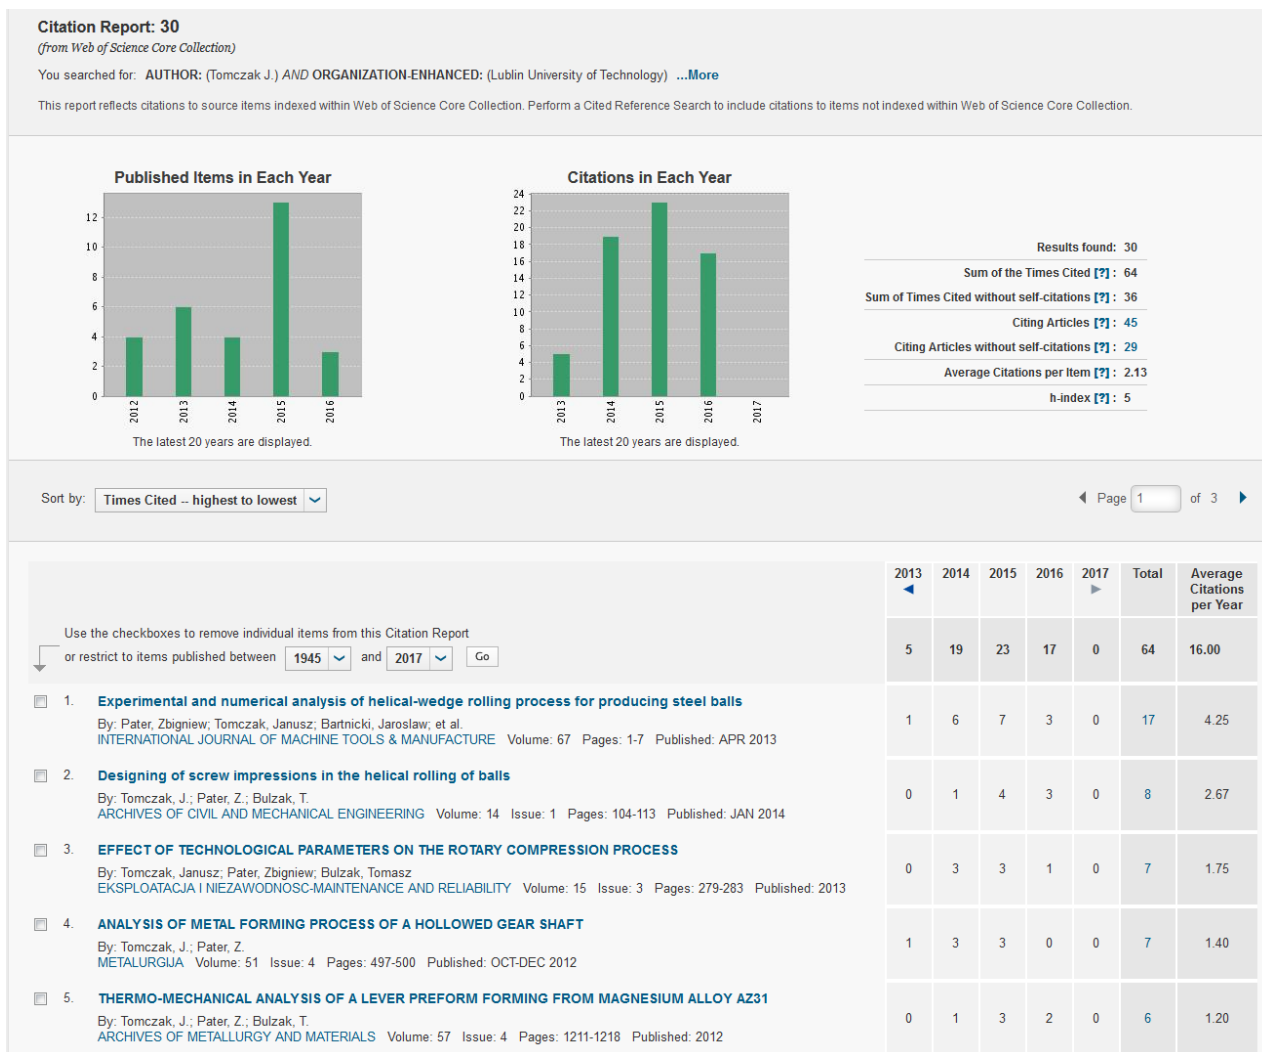 Citation Report: 30
(from Web of Science Core Collection)
You searched for: AUTHOR: (Tomczak J.) AND ORGANIZATION-ENHANCED: (Lublin University of Technology) ...More
This report reflects citations to source items indexed within Web of Science Core Collection. Perform a Cited Reference Search to include citations to items not indexed within Web of Science Core Collection.
Published Items in Each Year
12
10
8
6
4
2
0
2012 2013 2014 2015 2016
The latest 20 years are displayed.
Citations in Each Year
24
22
20
18
16
14
12
10
8
6
4
2
0
2013 2014 2015 2016 2017
The latest 20 years are displayed.
Results found: 30
Sum of the Times Cited [?] : 64
Sum of Times Cited without self-citations [?] : 36
Citing Articles [?] : 45
Citing Articles without self-citations [?] : 29
Average Citations per Item [?] : 2.13
h-index [?] : 5
Sort by: Times Cited -- highest to lowest
Page 1 of 3
2013 2014 2015 2016 2017 Total Average Citations per Year
Use the checkboxes to remove individual items from this Citation Report
or restrict to items published between 1945 and 2017 Go
5 19 23 17 0 64 16.00
1. Experimental and numerical analysis of helical-wedge rolling process for producing steel balls
By: Pater, Zbigniew; Tomczak, Janusz; Bartnicki, Jaroslaw; et al.
INTERNATIONAL JOURNAL OF MACHINE TOOLS & MANUFACTURE Volume: 67 Pages: 1-7 Published: APR 2013
1 6 7 3 0 17 4.25
2. Designing of screw impressions in the helical rolling of balls
By: Tomczak, J.; Pater, Z.; Bulzak, T.
ARCHIVES OF CIVIL AND MECHANICAL ENGINEERING Volume: 14 Issue: 1 Pages: 104-113 Published: JAN 2014
0 1 4 3 0 8 2.67
3. EFFECT OF TECHNOLOGICAL PARAMETERS ON THE ROTARY COMPRESSION PROCESS
By: Tomczak, Janusz; Pater, Zbigniew; Bulzak, Tomasz
EKSPLOATACJA I NIEZAWODNOSC-MAINTENANCE AND RELIABILITY Volume: 15 Issue: 3 Pages: 279-283 Published: 2013
0 3 3 1 0 7 1.75
4. ANALYSIS OF METAL FORMING PROCESS OF A HOLLOWED GEAR SHAFT
By: Tomczak, J.; Pater, Z.
METALURGIJA Volume: 51 Issue: 4 Pages: 497-500 Published: OCT-DEC 2012
1 3 3 0 0 7 1.40
5. THERMO-MECHANICAL ANALYSIS OF A LEVER PREFORM FORMING FROM MAGNESIUM ALLOY AZ31
By: Tomczak, J.; Pater, Z.; Bulzak, T.
ARCHIVES OF METALLURGY AND MATERIALS Volume: 57 Issue: 4 Pages: 1211-1218 Published: 2012
0 1 3 2 0 6 1.20